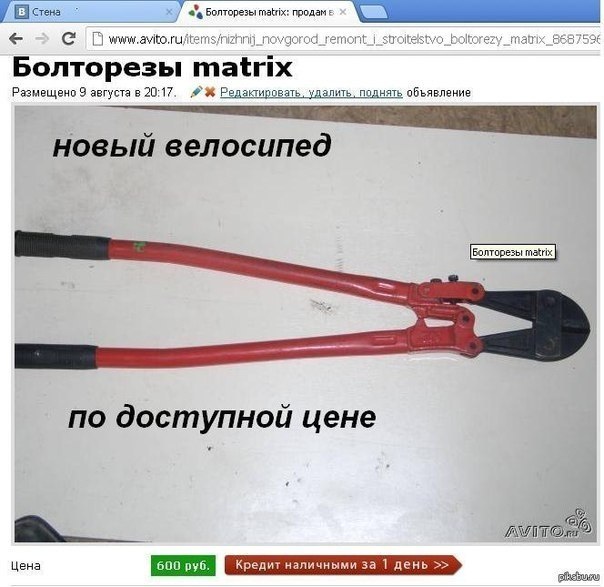 Стена
Болторезы matrix: продам в
www.avito.ru/items/nizhnij_novgorod_remont_i_stroitelstvo_boltorezy_matrix_8687596
Болторезы matrix
Размещено 9 августа в 20:17. Редактировать, удалить, поднять объявление
новый велосипед
Болторезы matrix
по доступной цене
AVITO.ru
Цена 600 руб. Кредит наличными за 1 день >>
pikabu.ru